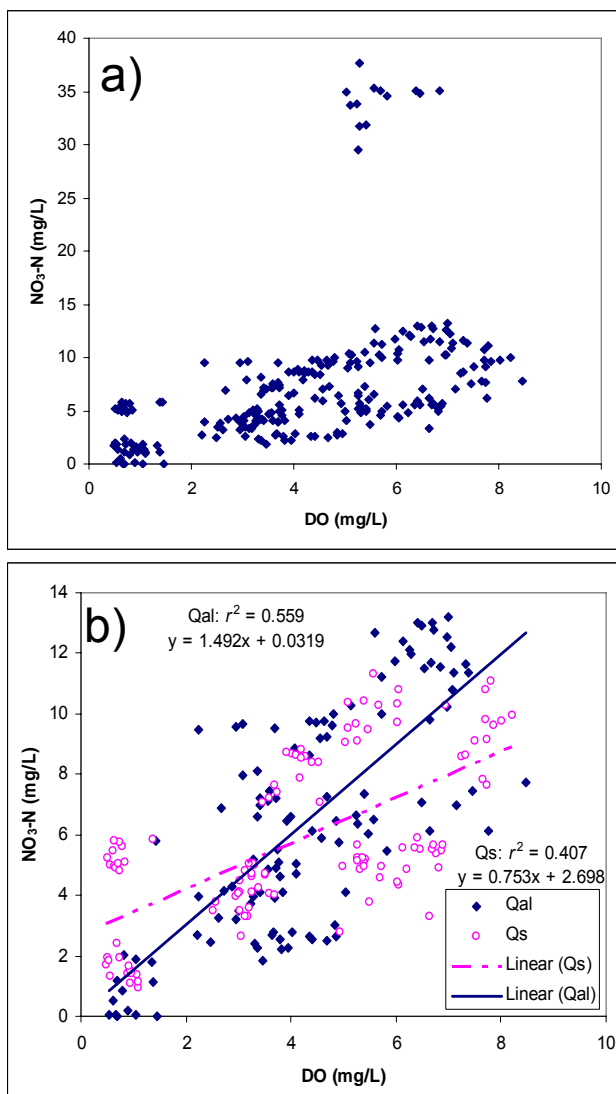 a)
40
35
30
25
20
15
10
5
0
NO₃-N (mg/L)
0 2 4 6 8 10
DO (mg/L)
b)
Qal: r² = 0.559
y = 1.492x + 0.0319
14
12
10
8
6
4
2
0
NO₃-N (mg/L)
Qs: r² = 0.407
y = 0.753x + 2.698
Qal
Qs
Linear (Qs)
Linear (Qal)
0 2 4 6 8 10
DO (mg/L)